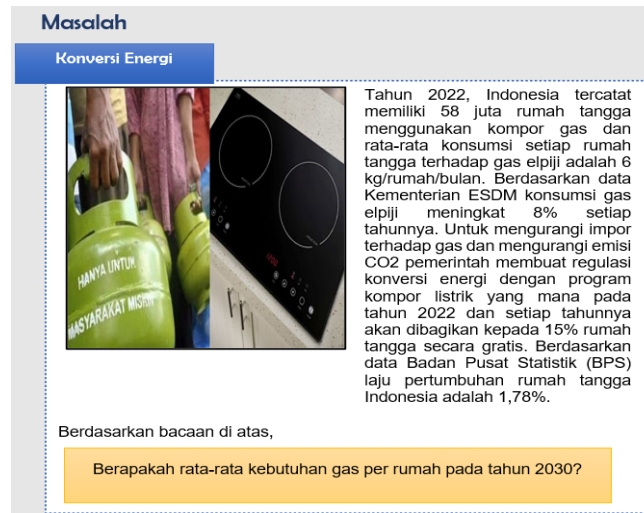 Masalah
Konversi Energi
HANYA UNTUK
MASYARAKAT MISKIN
Tahun 2022, Indonesia tercatat
memiliki 58 juta rumah tangga
menggunakan kompor gas dan
rata-rata konsumsi setiap rumah
tangga terhadap gas elpiji adalah 6
kg/rumah/bulan. Berdasarkan data
Kementerian ESDM konsumsi gas
elpiji meningkat 8% setiap
tahunnya. Untuk mengurangi impor
terhadap gas dan mengurangi emisi
CO2 pemerintah membuat regulasi
konversi energi dengan program
kompor listrik yang mana pada
tahun 2022 dan setiap tahunnya
akan dibagikan kepada 15% rumah
tangga secara gratis. Berdasarkan
data Badan Pusat Statistik (BPS)
laju pertumbuhan rumah tangga
Indonesia adalah 1,78%.
Berdasarkan bacaan di atas,
Berapakah rata-rata kebutuhan gas per rumah pada tahun 2030?